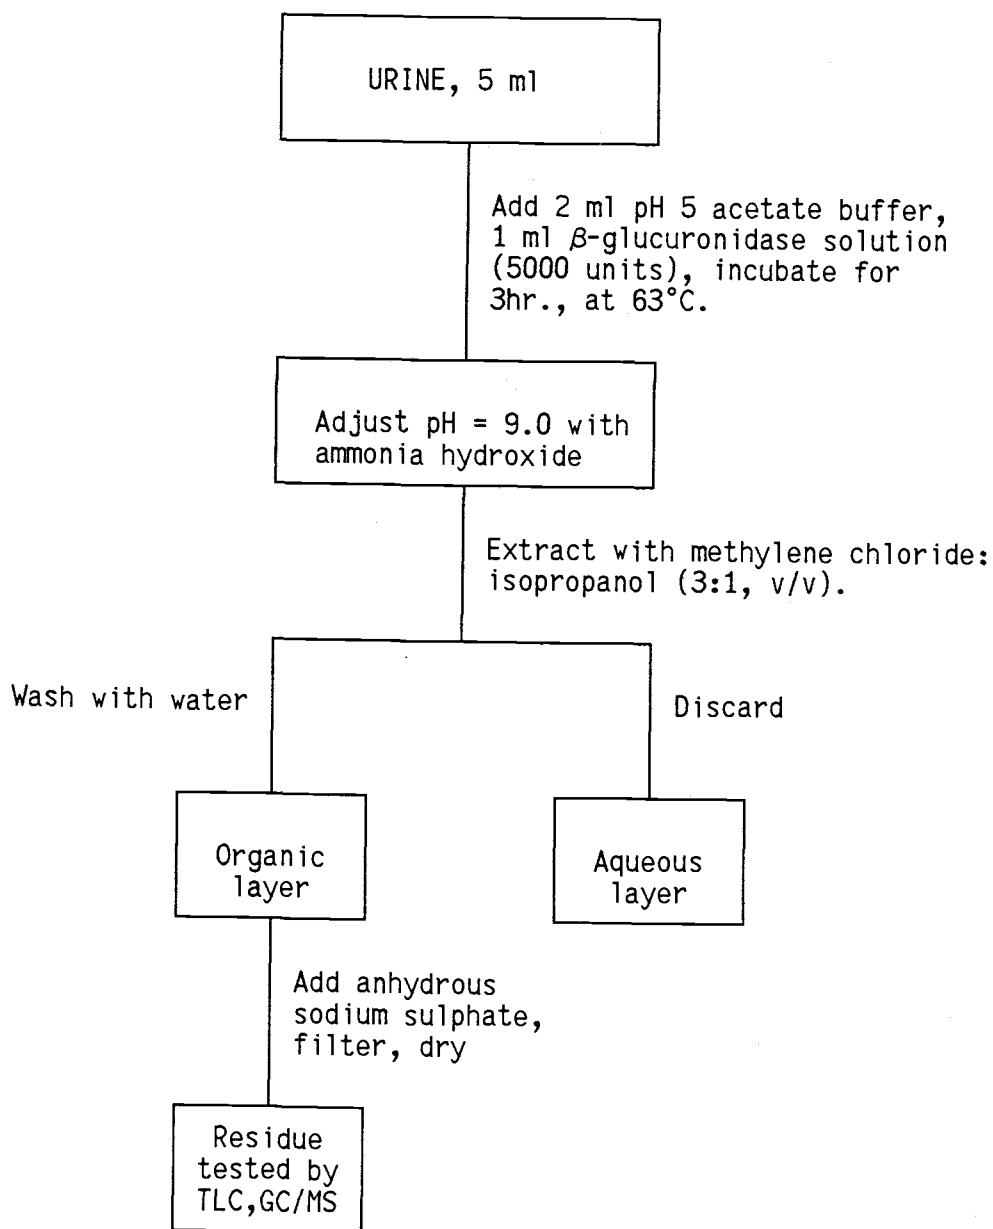 URINE, 5 ml
Add 2 ml pH 5 acetate buffer,
1 ml β-glucuronidase solution
(5000 units), incubate for
3hr., at 63°C.
Adjust pH = 9.0 with
ammonia hydroxide
Extract with methylene chloride:
isopropanol (3:1, v/v).
Wash with water
Discard
Organic
layer
Aqueous
layer
Add anhydrous
sodium sulphate,
filter, dry
Residue
tested by
TLC,GC/MS